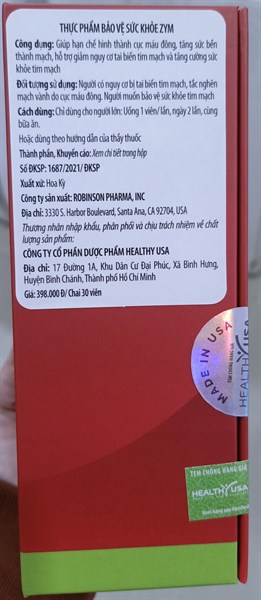 THỰC PHẨM BẢO VỆ SỨC KHỎE ZYM
Công dụng: Giúp hạn chế hình thành cục máu đông, tăng sức bền
thành mạch, hỗ trợ giảm nguy cơ tai biến tim mạch và tăng cường sức
khỏe tim mạch
Đối tượng sử dụng: Người có nguy cơ bị tai biến tim mạch, tắc nghẽn
mạch vành do cục máu đông. Người muốn bảo vệ sức khỏe tim mạch
Cách dùng: Chỉ dùng cho người lớn: Uống 1 viên/lần, ngày 2 lần, cùng
bữa ăn.
Hoặc dùng theo hướng dẫn của thầy thuốc
Thành phần, Khuyến cáo: Xem chi tiết trong hộp
Số ĐKSP: 1687/2021/ ĐKSP
Xuất xứ: Hoa Kỳ
Công ty sản xuất: ROBINSON PHARMA, INC
Địa chỉ: 3330 S. Harbor Boulevard, Santa Ana, CA 92704, USA
Thương nhân nhập khẩu, phân phối và chịu trách nhiệm về chất
lượng sản phẩm:
CÔNG TY CỔ PHẦN DƯỢC PHẨM HEALTHY USA
Địa chỉ: 17 Đường 1A, Khu Dân Cư Đại Phúc, Xã Bình Hưng,
Huyện Bình Chánh, Thành phố Hồ Chí Minh
Giá: 398.000 Đ/ Chai 30 viên
MADE IN USA
HEALTHY USA
TEM CHỐNG HÀNG GIẢ
HEALTHY USA